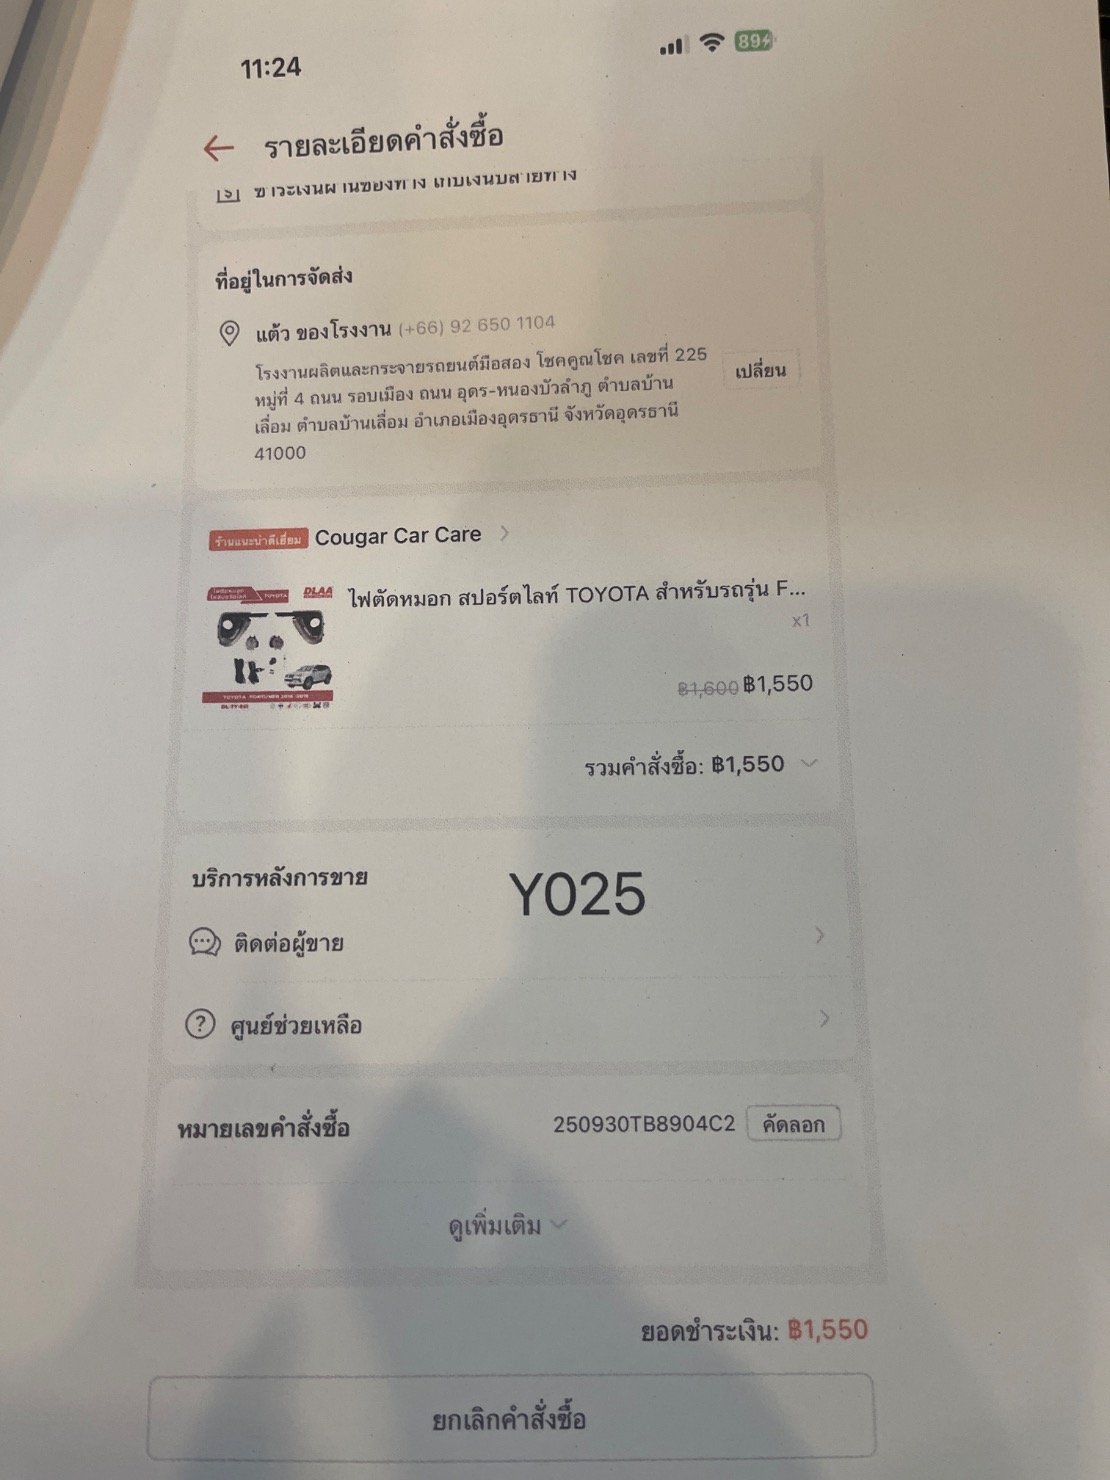 11:24
89
รายละเอียดคำสั่งซื้อ
ที่อยู่ในการจัดส่ง
แต้ว ของโรงงาน (+66) 92 650 1104
โรงงานผลิตและกระจายรถยนต์มือสอง โชคคูณโชค เลขที่ 225
หมู่ที่ 4 ถนน รอบเมือง ถนน อุดร-หนองบัวลำภู ตำบลบ้าน
เลื่อม ตำบลบ้านเลื่อม อำเภอเมืองอุดรธานี จังหวัดอุดรธานี
41000
เปลี่ยน
ร้านแนะนำดีเยี่ยม Cougar Car Care
TOYOTA DLAA
ไฟตัดหมอก สปอร์ตไลท์ TOYOTA สำหรับรถรุ่น F...
x1
฿1,600 ฿1,550
รวมคำสั่งซื้อ: ฿1,550
บริการหลังการขาย
Y025
ติดต่อผู้ขาย
ศูนย์ช่วยเหลือ
หมายเลขคำสั่งซื้อ 250930TB8904C2 คัดลอก
ดูเพิ่มเติม
ยอดชำระเงิน: ฿1,550
ยกเลิกคำสั่งซื้อ